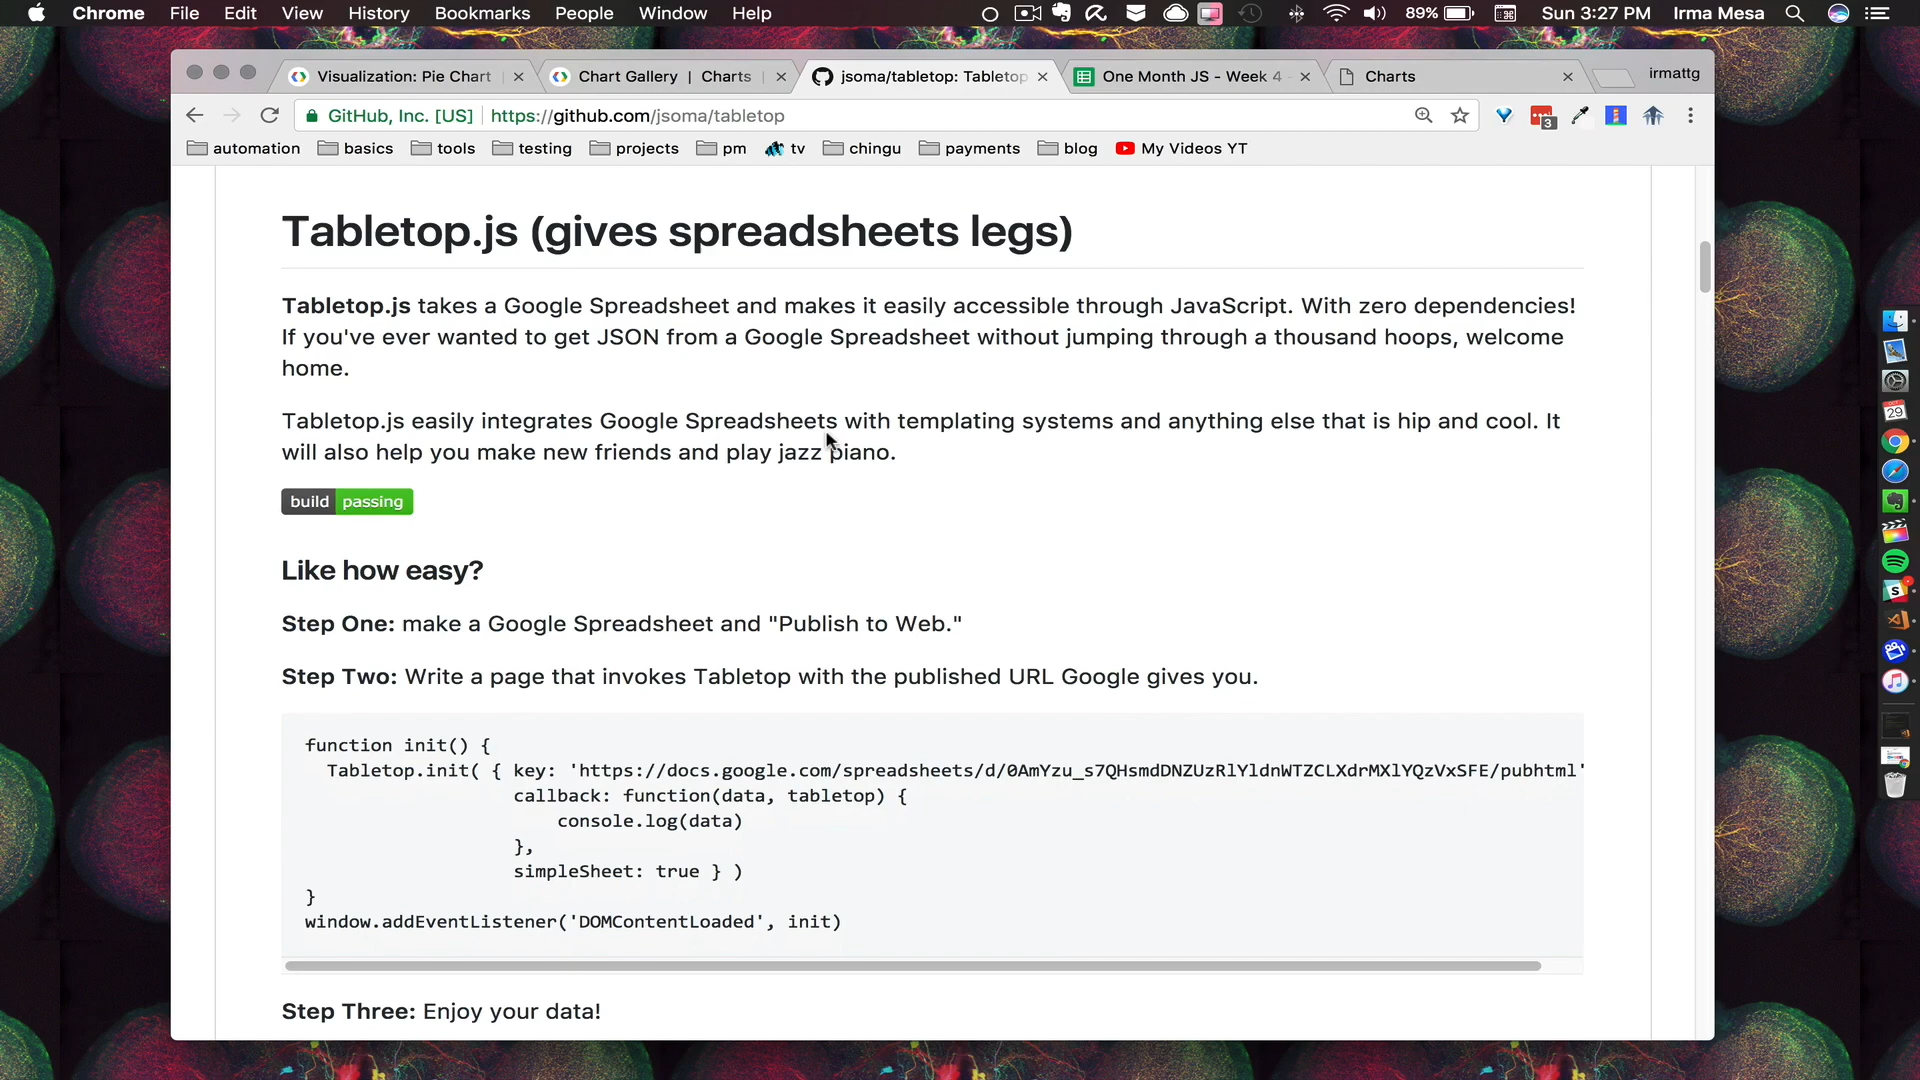 Chrome File Edit View History Bookmarks People Window Help 89% Sun 3:27 PM Irma Mesa
Visualization: Pie Chart Chart Gallery | Charts jsoma/tabletop: Tabletop One Month JS - Week 4 - Charts irmattg
GitHub, Inc. [US] https://github.com/jsoma/tabletop 3
automation basics tools testing projects pm tv chingu payments blog My Videos YT
Tabletop.js (gives spreadsheets legs)
Tabletop.js takes a Google Spreadsheet and makes it easily accessible through JavaScript. With zero dependencies!
If you've ever wanted to get JSON from a Google Spreadsheet without jumping through a thousand hoops, welcome
home.
Tabletop.js easily integrates Google Spreadsheets with templating systems and anything else that is hip and cool. It
will also help you make new friends and play jazz piano.
build passing
Like how easy?
Step One: make a Google Spreadsheet and "Publish to Web."
Step Two: Write a page that invokes Tabletop with the published URL Google gives you.
function init() {
Tabletop.init( { key: 'https://docs.google.com/spreadsheets/d/0AmYzu_s7QHsmdDNZUzRlYldnWTZCLXdrMXlYQzVxSFE/pubhtml'
callback: function(data, tabletop) {
console.log(data)
},
simpleSheet: true } )
}
window.addEventListener('DOMContentLoaded', init)
Step Three: Enjoy your data!
29